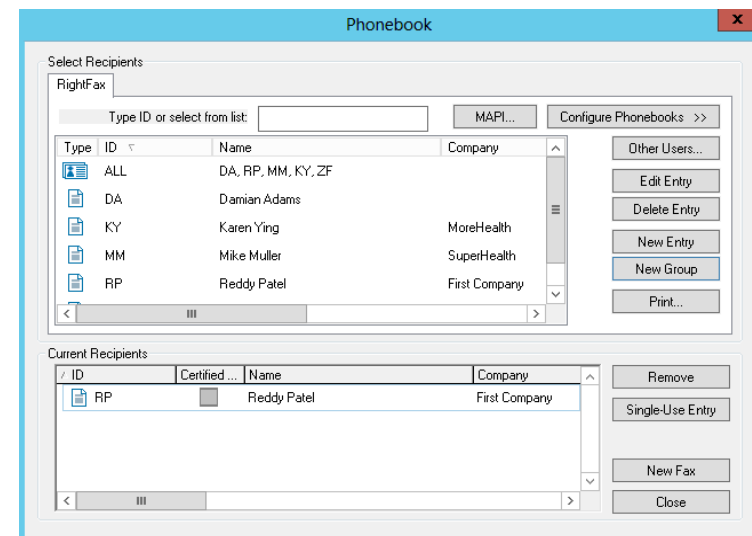 Phonebook
x
Select Recipients
RightFax
Type ID or select from list:
MAPI...
Configure Phonebooks >>
Type ID Name Company
ALL DA, RP, MM, KY, ZF
DA Damian Adams
KY Karen Ying MoreHealth
MM Mike Muller SuperHealth
RP Reddy Patel First Company
Other Users...
Edit Entry
Delete Entry
New Entry
New Group
Print...
Current Recipients
ID Certified ... Name Company
RP Reddy Patel First Company
Remove
Single-Use Entry
New Fax
Close